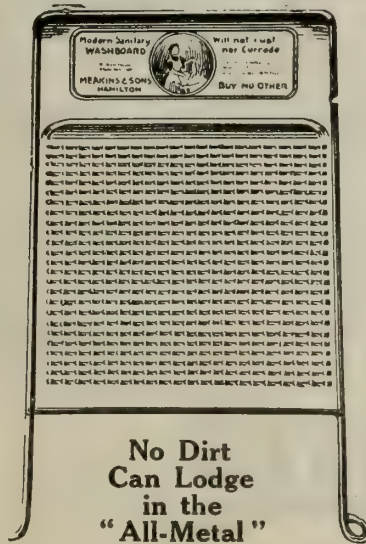 Modern Sanitary
WASHBOARD
MEAKINS & SONS
HAMILTON
Will not rust
nor Corrode
BUY NO OTHER
No Dirt
Can Lodge
in the
"All-Metal"